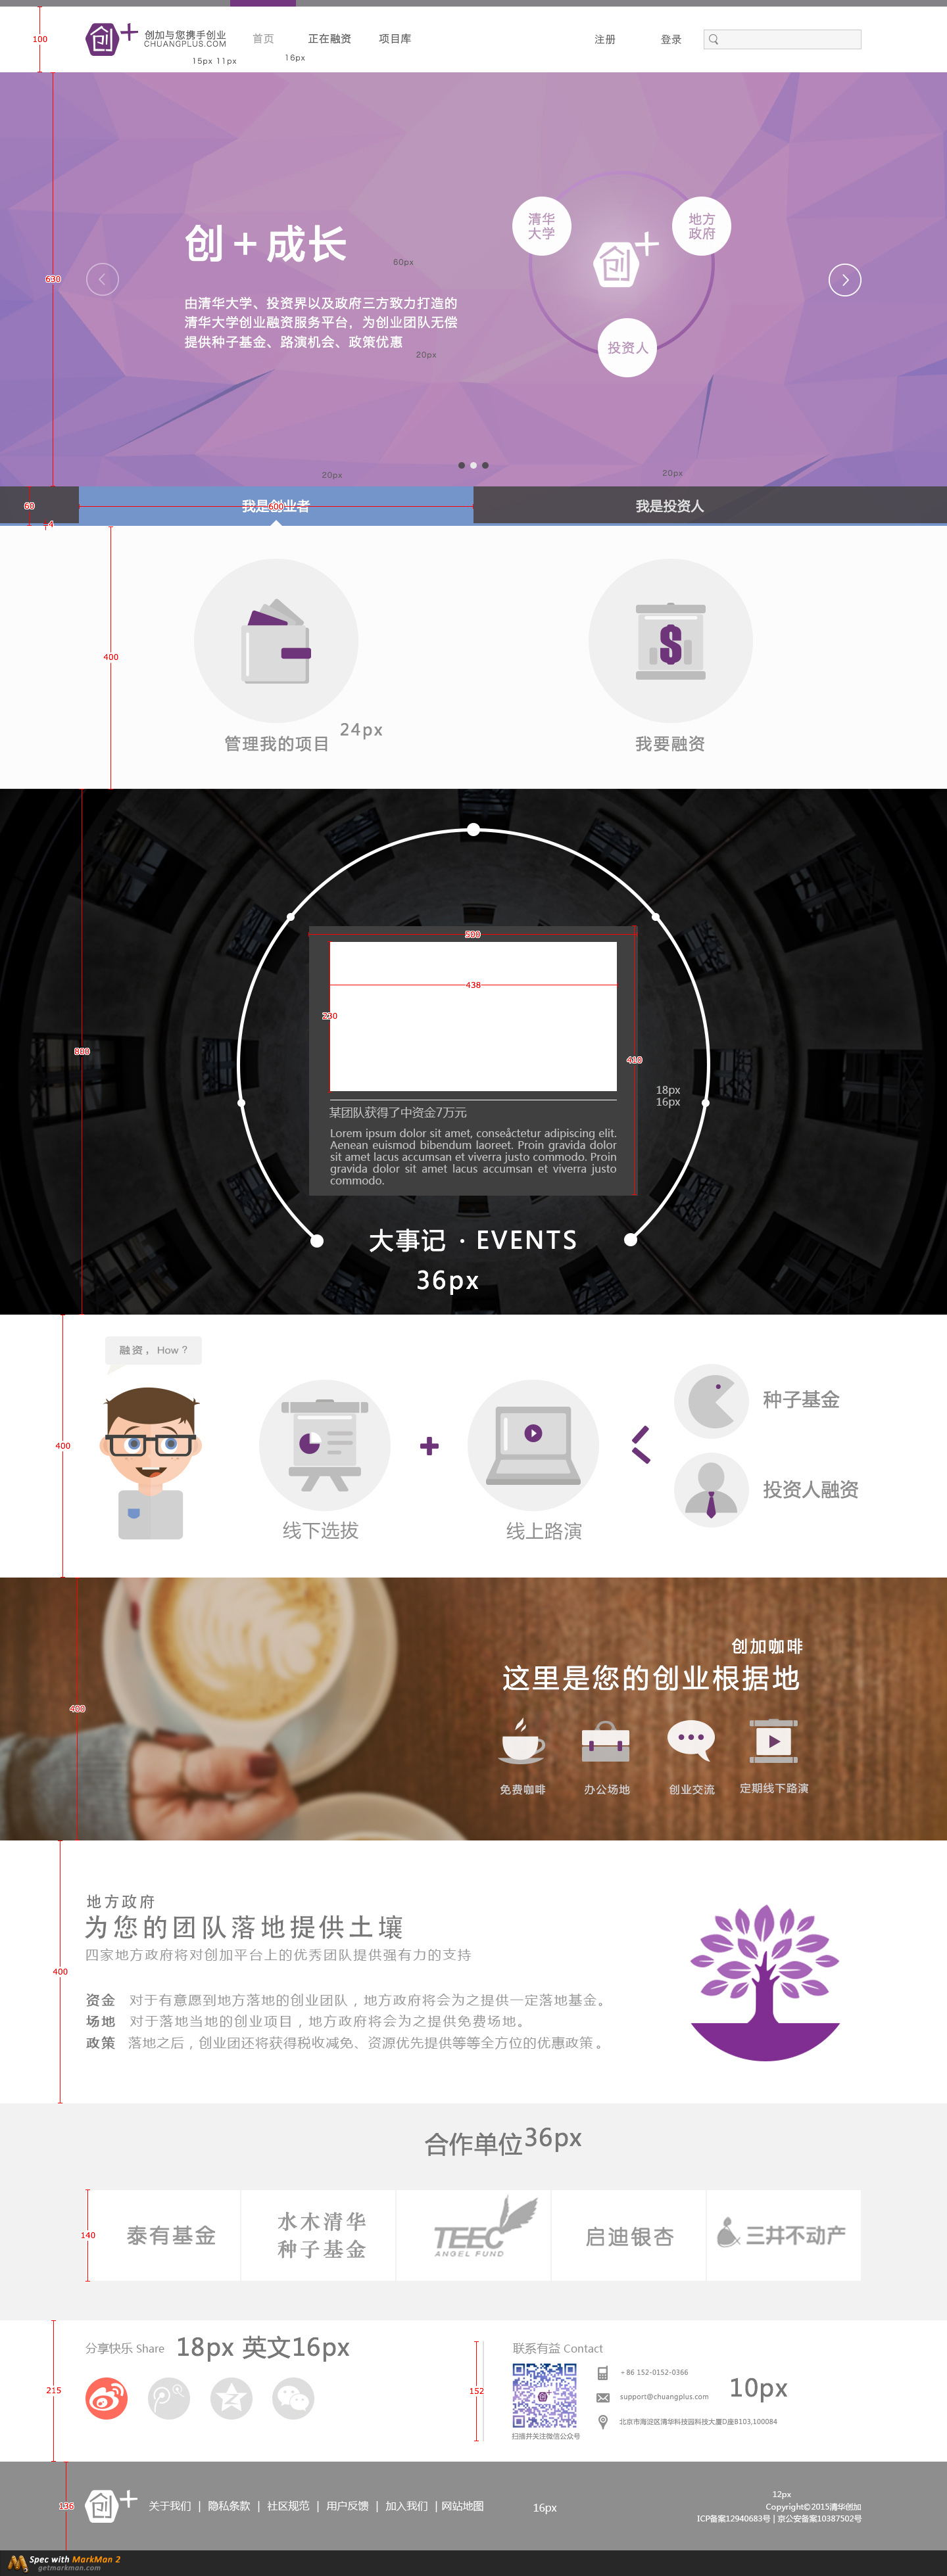 100
创
创加与您携手创业
CHUANGPLUS.COM
首页
正在融资
项目库
注册
登录
15px 11px
16px
清华
大学
地方
政府
创＋成长
60px
创
630
由清华大学、投资界以及政府三方致力打造的
清华大学创业融资服务平台，为创业团队无偿
提供种子基金、路演机会、政策优惠
投资人
20px
20px
20px
60
我是创业者
600
我是投资人
4
400
24px
管理我的项目
我要融资
500
438
230
410
800
18px
16px
某团队获得了中资金7万元
Lorem ipsum dolor sit amet, conseåctetur adipiscing elit.
Aenean euismod bibendum laoreet. Proin gravida dolor
sit amet lacus accumsan et viverra justo commodo. Proin
gravida dolor sit amet lacus accumsan et viverra justo
commodo.
大事记 · EVENTS
36px
融资，How？
400
种子基金
投资人融资
线下选拔
线上路演
创加咖啡
这里是您的创业根据地
400
免费咖啡
办公场地
创业交流
定期线下路演
地方政府
为您的团队落地提供土壤
四家地方政府将对创加平台上的优秀团队提供强有力的支持
400
资金 对于有意愿到地方落地的创业团队，地方政府将会为之提供一定落地基金。
场地 对于落地当地的创业项目，地方政府将会为之提供免费场地。
政策 落地之后，创业团还将获得税收减免、资源优先提供等等全方位的优惠政策。
合作单位
36px
140
泰有基金
水木清华
种子基金
TEEC
ANGEL FUND
启迪银杏
三井不动产
分享快乐 Share
18px 英文16px
联系有益 Contact
215
152
+86 152-0152-0366
support@chuangplus.com
10px
北京市海淀区清华科技园科技大厦D座B103,100084
扫描并关注微信公众号
136
创
关于我们 | 隐私条款 | 社区规范 | 用户反馈 | 加入我们 | 网站地图
16px
12px
Copyright©2015清华创加
ICP备案12940683号 | 京公安备案10387502号
Spec with MarkMan 2
getmarkman.com